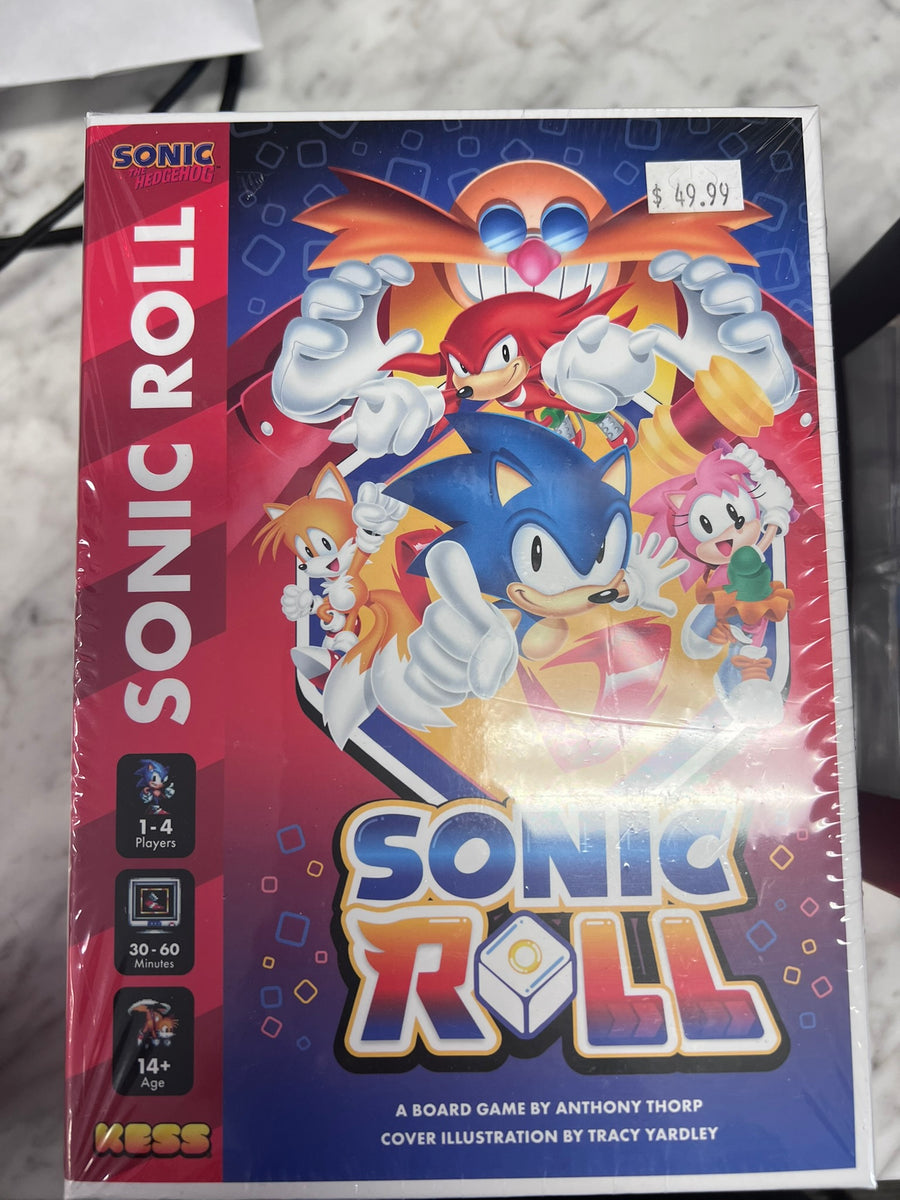 SONIC
THE
HEDGEHOG
TM
SONIC ROLL
$ 49.99
1-4
Players
30-60
Minutes
14+
Age
KESS
SONIC
ROLL
A BOARD GAME BY ANTHONY THORP
COVER ILLUSTRATION BY TRACY YARDLEY